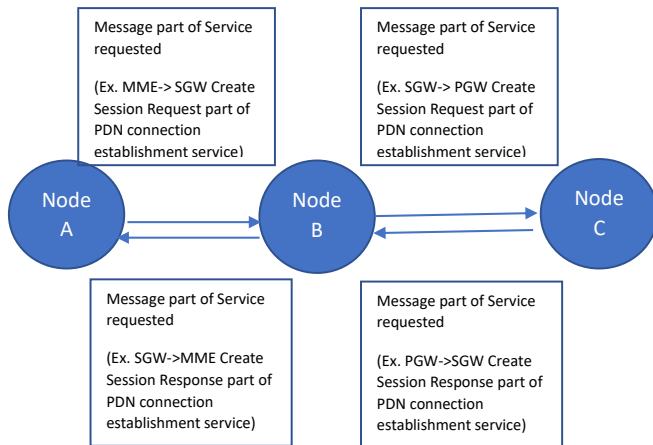 Message part of Service
requested
(Ex. MME-> SGW Create
Session Request part of
PDN connection
establishment service)
Message part of Service
requested
(Ex. SGW-> PGW Create
Session Request part of
PDN connection
establishment service)
Node
A
Node
B
Node
C
Message part of Service
requested
(Ex. SGW->MME Create
Session Response part of
PDN connection
establishment service)
Message part of Service
requested
(Ex. PGW->SGW Create
Session Response part of
PDN connection
establishment service)